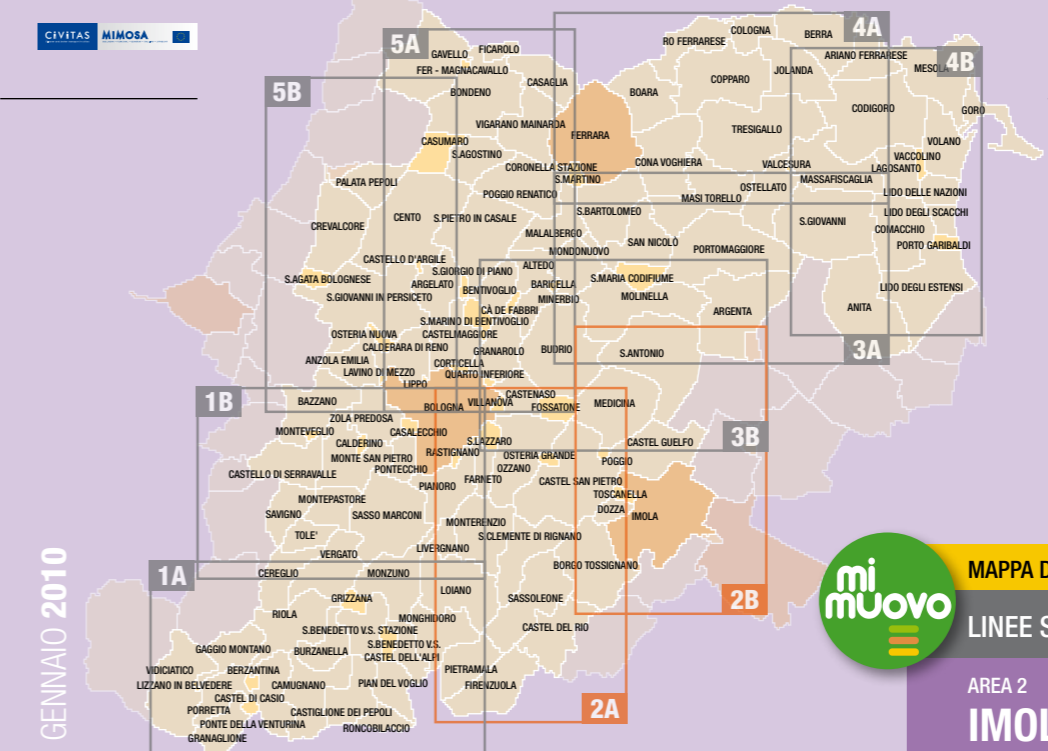 CiViTAS MIMOSA
5A
4A
4B
5B
GAVELLO
FICAROLO
FER - MAGNACAVALLO
CASAGLIA
BONDENO
RO FERRARESE
COLOGNA
BERRA
ARIANO FERRARESE
MESOLA
COPPARO
JOLANDA
BOARA
CODIGORO
GORO
VIGARANO MAINARDA
FERRARA
TRESIGALLO
VOLANO
CASUMARO
S.AGOSTINO
VACCOLINO
CORONELLA STAZIONE
CONA VOGHIERA
VALCESURA
LAGOSANTO
S.MARTINO
MASSAFISCAGLIA
PALATA PEPOLI
OSTELLATO
POGGIO RENATICO
MASI TORELLO
LIDO DELLE NAZIONI
CREVALCORE
CENTO
S.PIETRO IN CASALE
S.BARTOLOMEO
S.GIOVANNI
LIDO DEGLI SCACCHI
COMACCHIO
MALALBERGO
SAN NICOLÒ
PORTOMAGGIORE
PORTO GARIBALDI
MONDONUOVO
CASTELLO D'ARGILE
S.GIORGIO DI PIANO
ALTEDO
S.AGATA BOLOGNESE
ARGELATO
BENTIVOGLIO
BARICELLA
S.MARIA CODIFIUME
LIDO DEGLI ESTENSI
S.GIOVANNI IN PERSICETO
MINERBIO
MOLINELLA
CÀ DE FABBRI
ARGENTA
ANITA
S.MARINO DI BENTIVOGLIO
OSTERIA NUOVA
CASTELMAGGIORE
CALDERARA DI RENO
GRANAROLO
BUDRIO
S.ANTONIO
3A
ANZOLA EMILIA
CORTICELLA
LAVINO DI MEZZO
QUARTO INFERIORE
LIPPO
1B
BAZZANO
BOLOGNA
VILLANOVA
CASTENASO
FOSSATONE
MEDICINA
ZOLA PREDOSA
MONTEVEGLIO
CASALECCHIO
3B
CALDERINO
S.LAZZARO
CASTEL GUELFO
MONTE SAN PIETRO
RASTIGNANO
OSTERIA GRANDE
POGGIO
PONTECCHIO
OZZANO
CASTELLO DI SERRAVALLE
FARNETO
CASTEL SAN PIETRO
PIANORO
TOSCANELLA
MONTEPASTORE
DOZZA
SAVIGNO
SASSO MARCONI
MONTERENZIO
IMOLA
TOLE'
S.CLEMENTE DI RIGNANO
VERGATO
LIVERGNANO
BORGO TOSSIGNANO
1A
CEREGLIO
MONZUNO
LOIANO
GRIZZANA
SASSOLEONE
2B
RIOLA
MONGHIDORO
S.BENEDETTO V.S. STAZIONE
CASTEL DEL RIO
S.BENEDETTO V.S.
GAGGIO MONTANO
BURZANELLA
CASTEL DELL'ALPI
VIDICIATICO
BERZANTINA
PIETRAMALA
LIZZANO IN BELVEDERE
CAMUGNANO
PIAN DEL VOGLIO
FIRENZUOLA
CASTEL DI CASIO
PORRETTA
CASTIGLIONE DEI PEPOLI
2A
PONTE DELLA VENTURINA
RONCOBILACCIO
GRANAGLIONE
GENNAIO 2010
mi
muovo
MAPPA D
LINEE S
AREA 2
IMOL